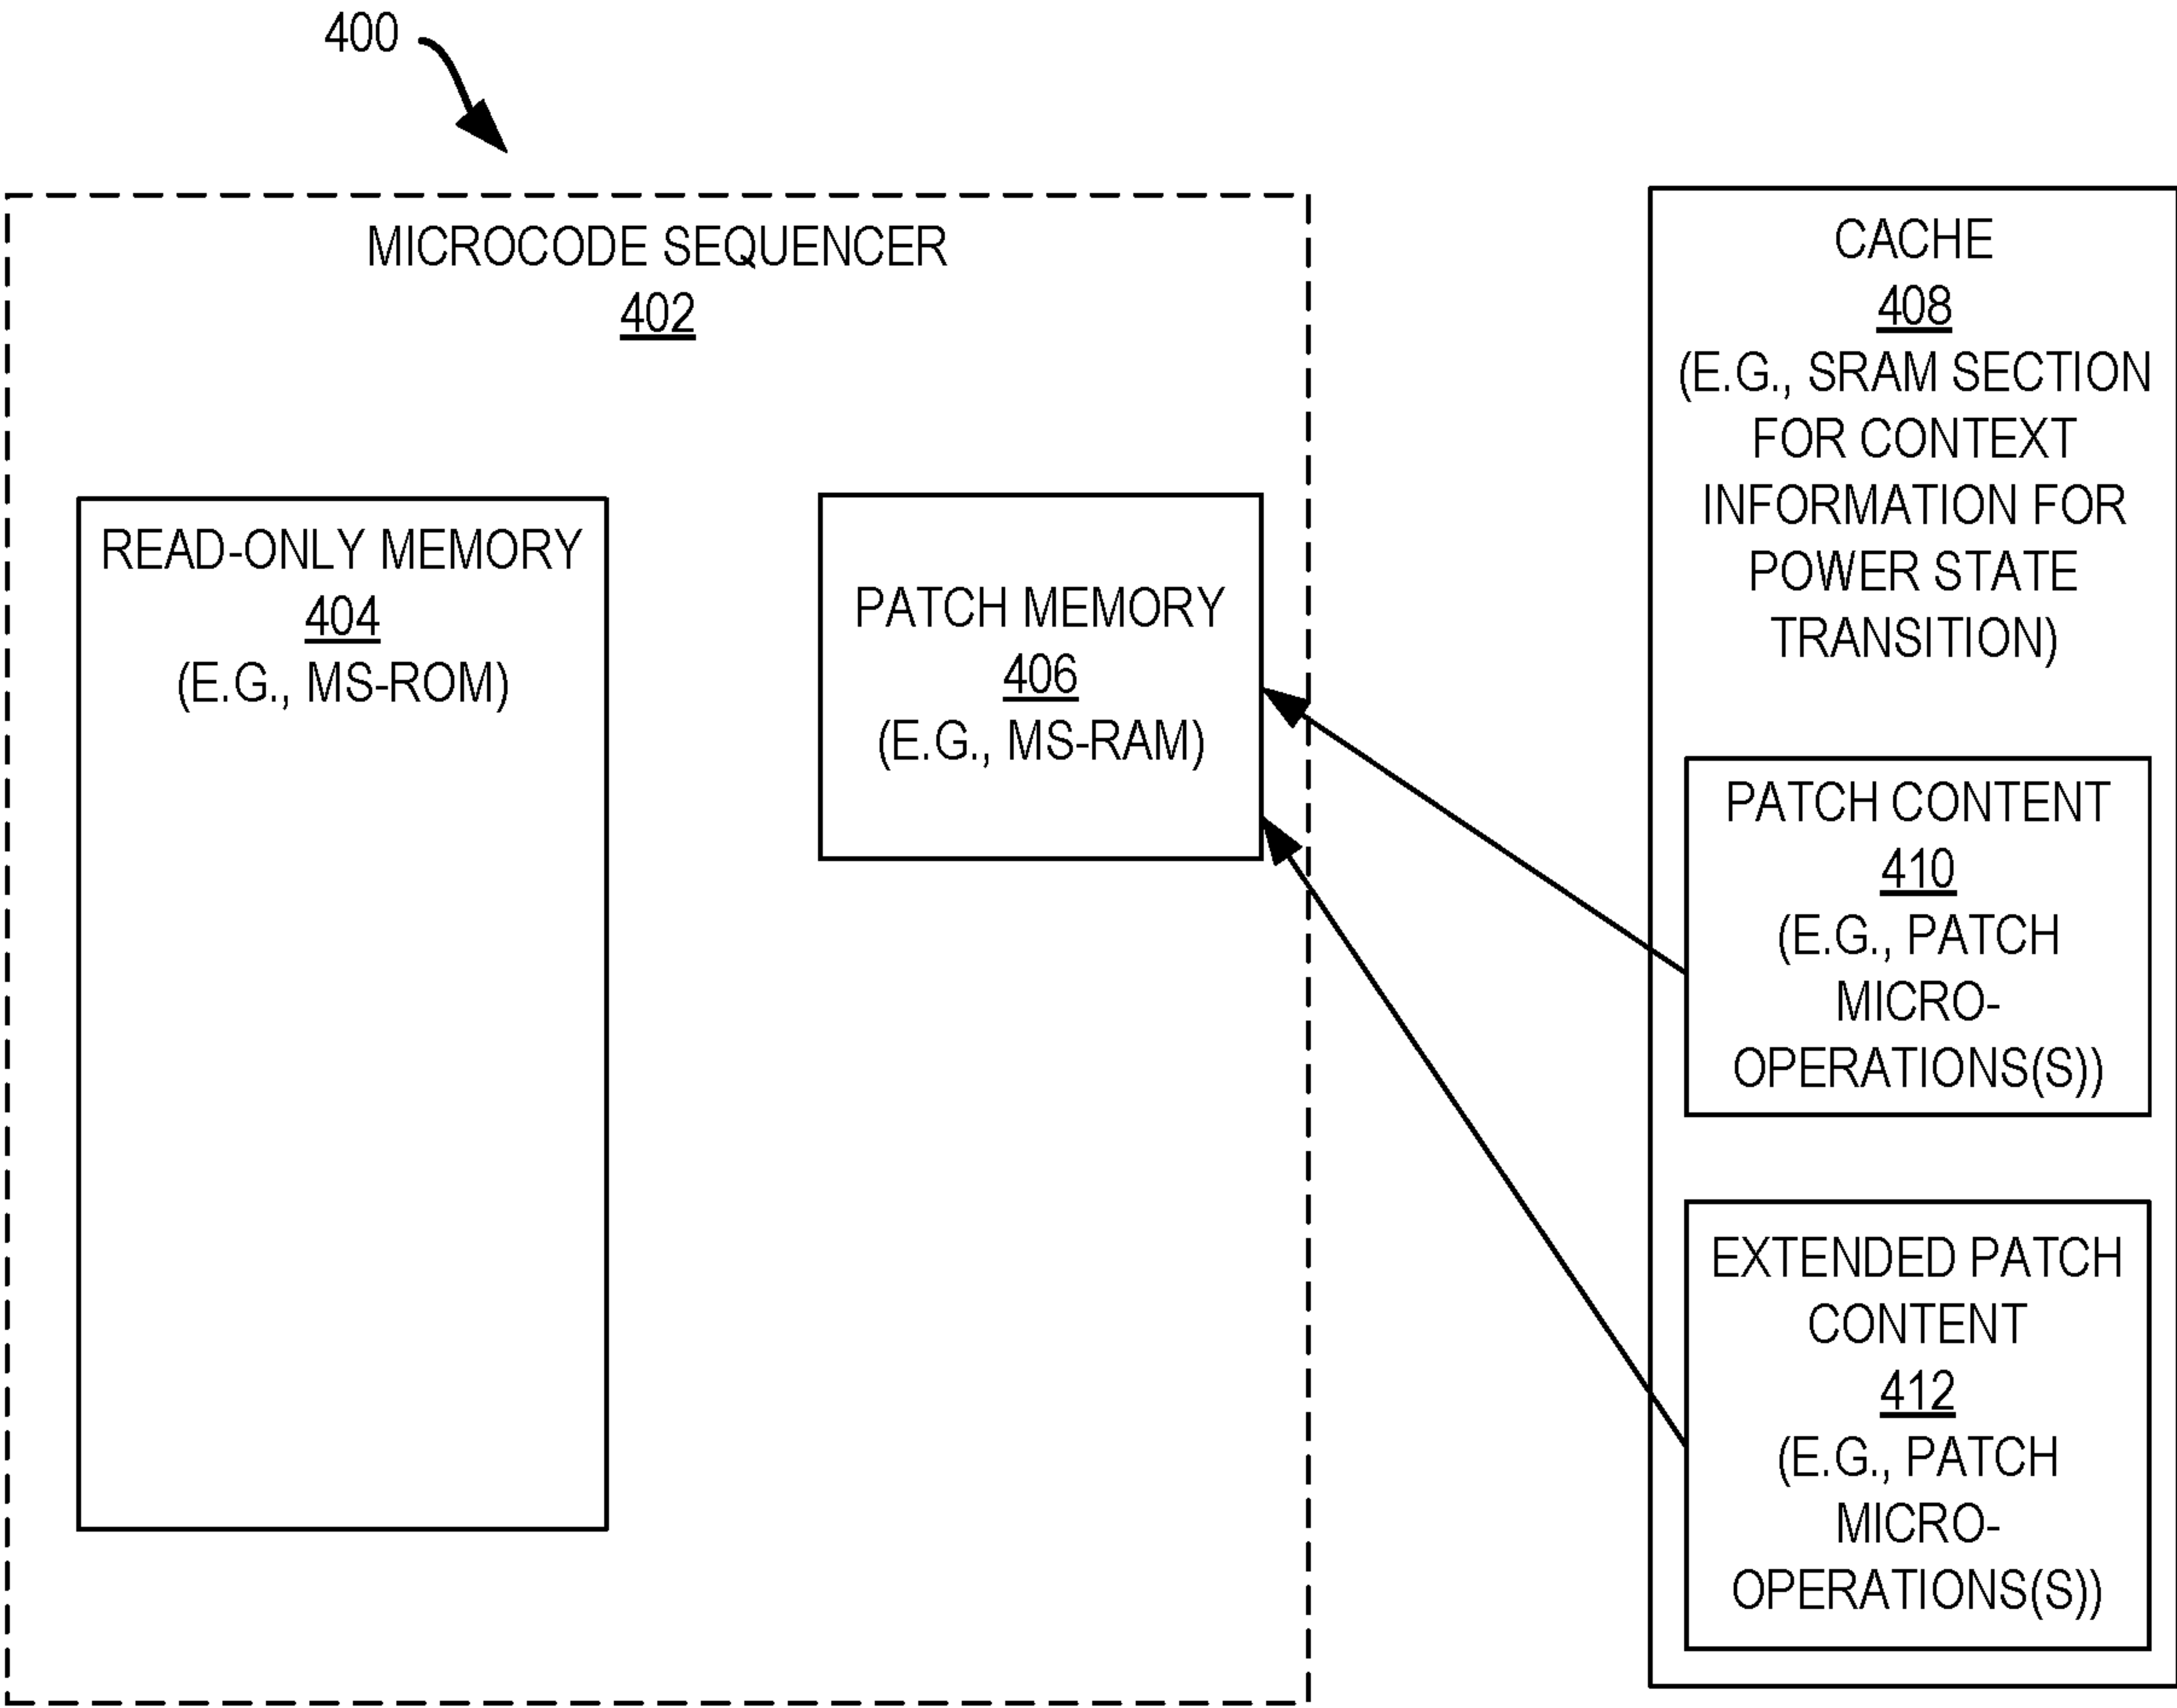 400
MICROCODE SEQUENCER
402
READ-ONLY MEMORY
404
(E.G., MS-ROM)
PATCH MEMORY
406
(E.G., MS-RAM)
CACHE
408
(E.G., SRAM SECTION
FOR CONTEXT
INFORMATION FOR
POWER STATE
TRANSITION)
PATCH CONTENT
410
(E.G., PATCH
MICRO-
OPERATIONS(S))
EXTENDED PATCH
CONTENT
412
(E.G., PATCH
MICRO-
OPERATIONS(S))